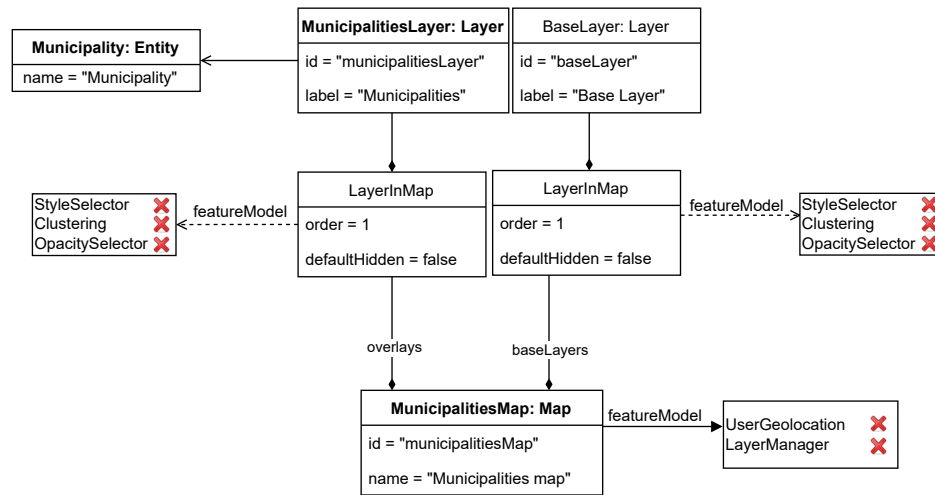 MunicipalitiesLayer: Layer
id = "municipalitiesLayer"
label = "Municipalities"
BaseLayer: Layer
id = "baseLayer"
label = "Base Layer"
Municipality: Entity
name = "Municipality"
LayerInMap
order = 1
defaultHidden = false
LayerInMap
order = 1
defaultHidden = false
StyleSelector
Clustering
OpacitySelector
featureModel
featureModel
StyleSelector
Clustering
OpacitySelector
overlays
baseLayers
MunicipalitiesMap: Map
id = "municipalitiesMap"
name = "Municipalities map"
featureModel
UserGeolocation
LayerManager